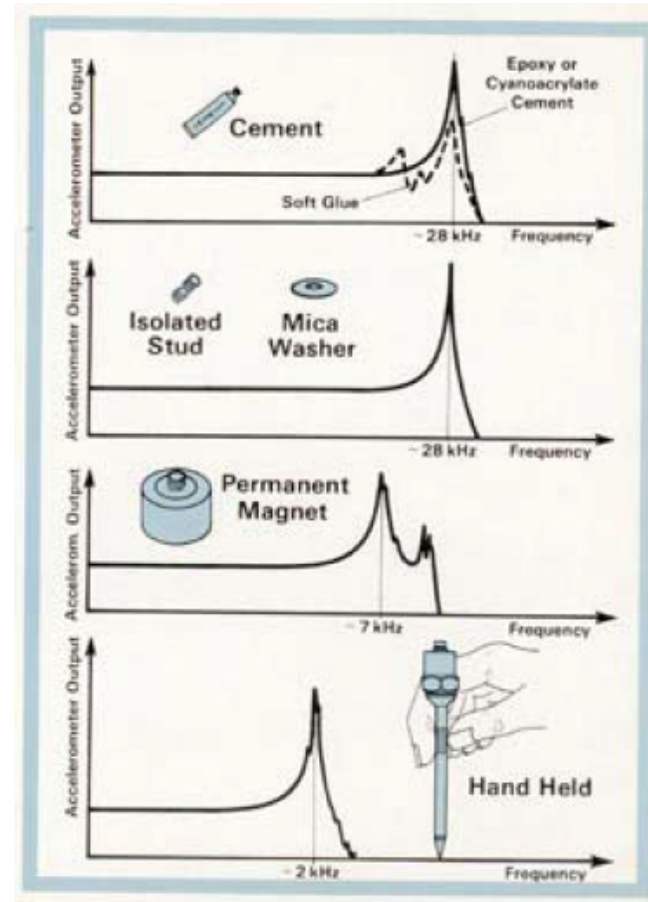 Accelerometer Output
Cement
Epoxy or
Cyanoacrylate
Cement
Soft Glue
~ 28 kHz
Frequency
Accelerometer Output
Isolated
Stud
Mica
Washer
~ 28 kHz
Frequency
Accelerom. Output
Permanent
Magnet
~ 7 kHz
Frequency
Accelerometer Output
Hand Held
~ 2 kHz
Frequency